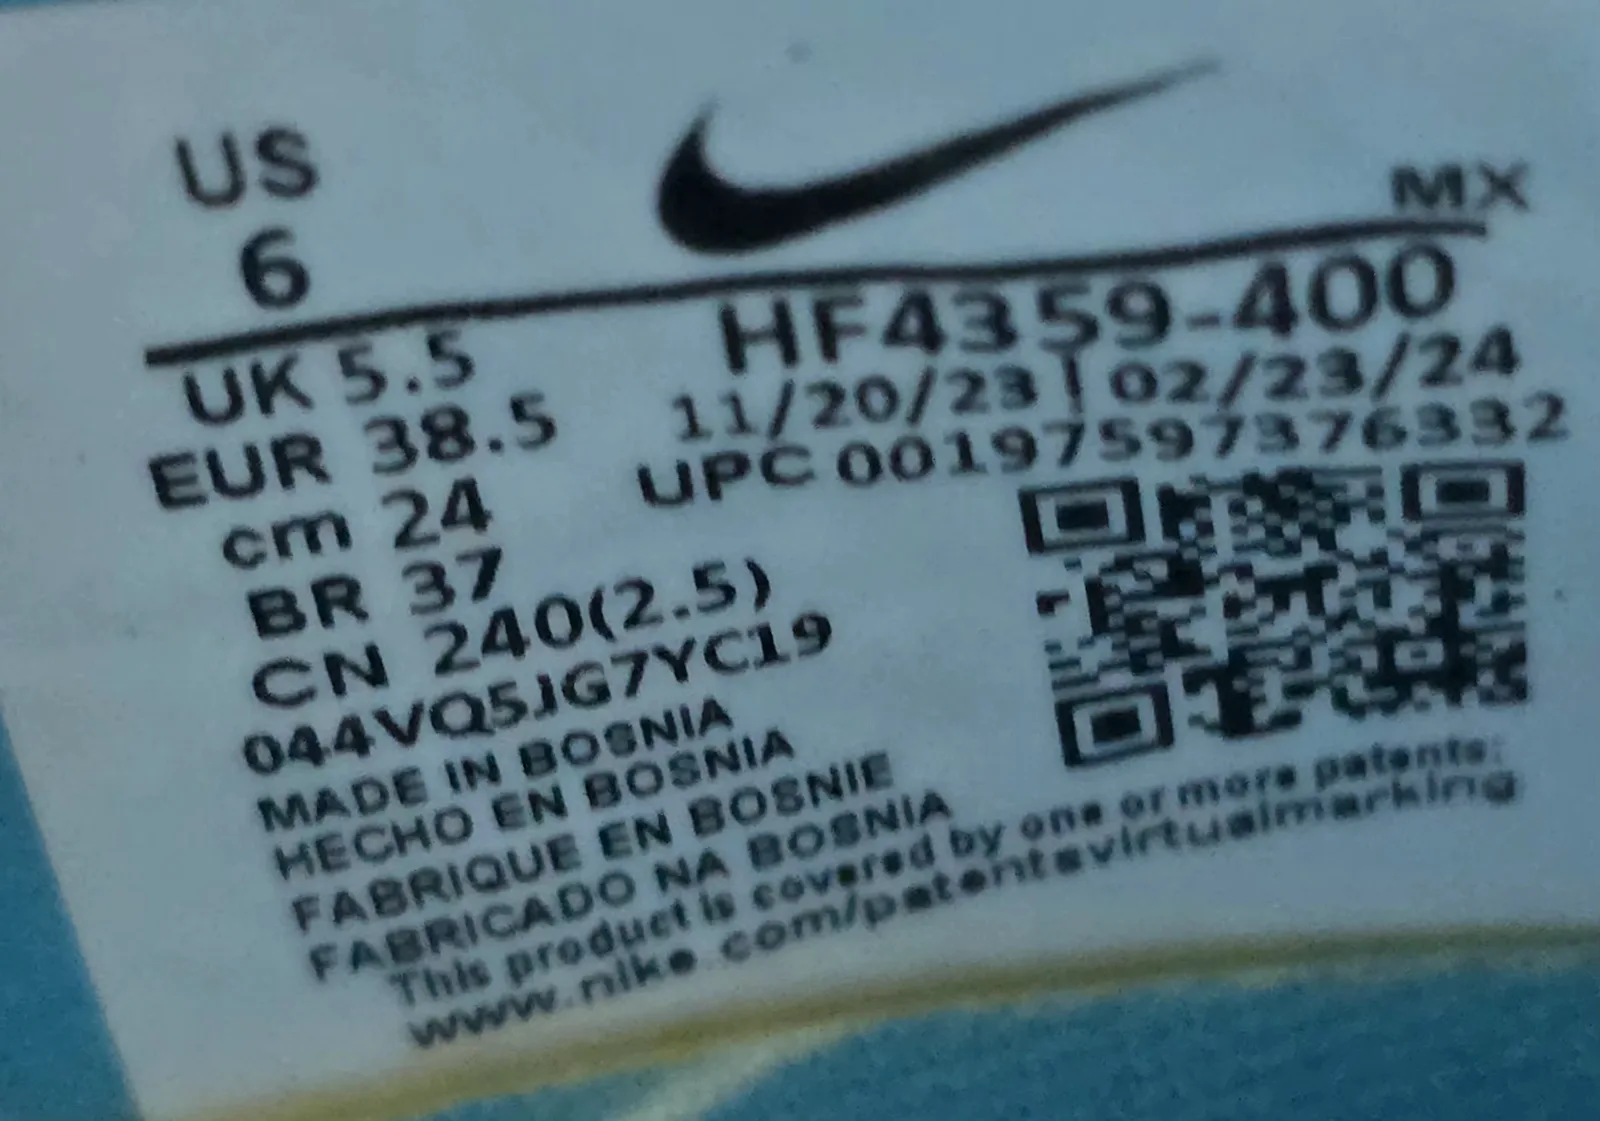 US
6
MX
UK 5.5
EUR 38.5
cm 24
BR 37
CN 240(2.5)
044VQ5JG7YC19
HF4359-400
11/20/23 | 02/23/24
UPC 00197597376332
MADE IN BOSNIA
HECHO EN BOSNIA
FABRIQUE EN BOSNIE
FABRICADO NA BOSNIA
This product is covered by one or more patents:
www.nike.com/patentsvirtualmarking